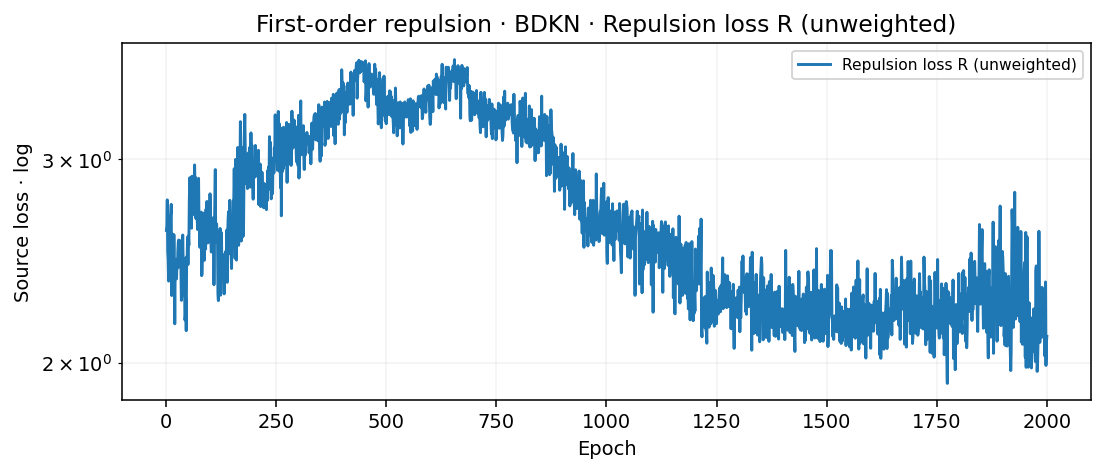 First-order repulsion · BDKN · Repulsion loss R (unweighted)
Repulsion loss R (unweighted)
Source loss · log
3 × 10⁰
2 × 10⁰
0 250 500 750 1000 1250 1500 1750 2000
Epoch